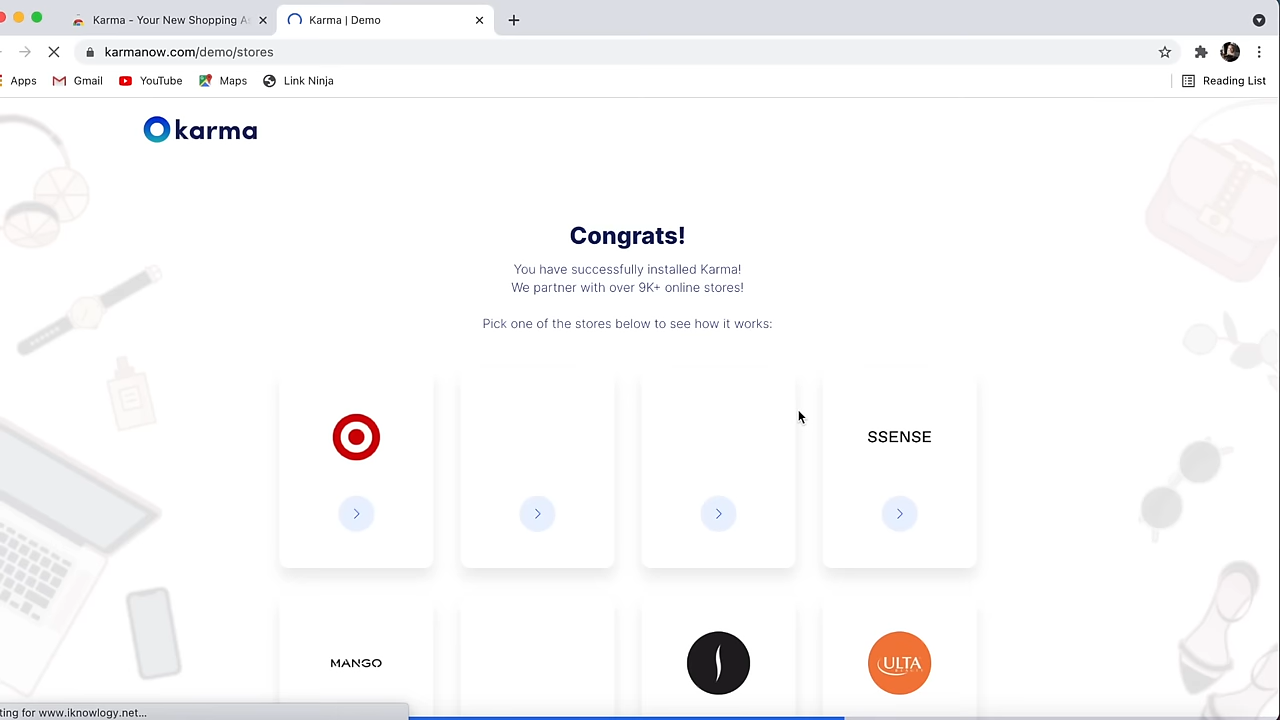 Karma - Your New Shopping A
Karma | Demo
karmanow.com/demo/stores
Apps
Gmail
YouTube
Maps
Link Ninja
Reading List
karma
Congrats!
You have successfully installed Karma!
We partner with over 9K+ online stores!
Pick one of the stores below to see how it works:
SSENSE
MANGO
ULTA
ting for www.iknowlogy.net...